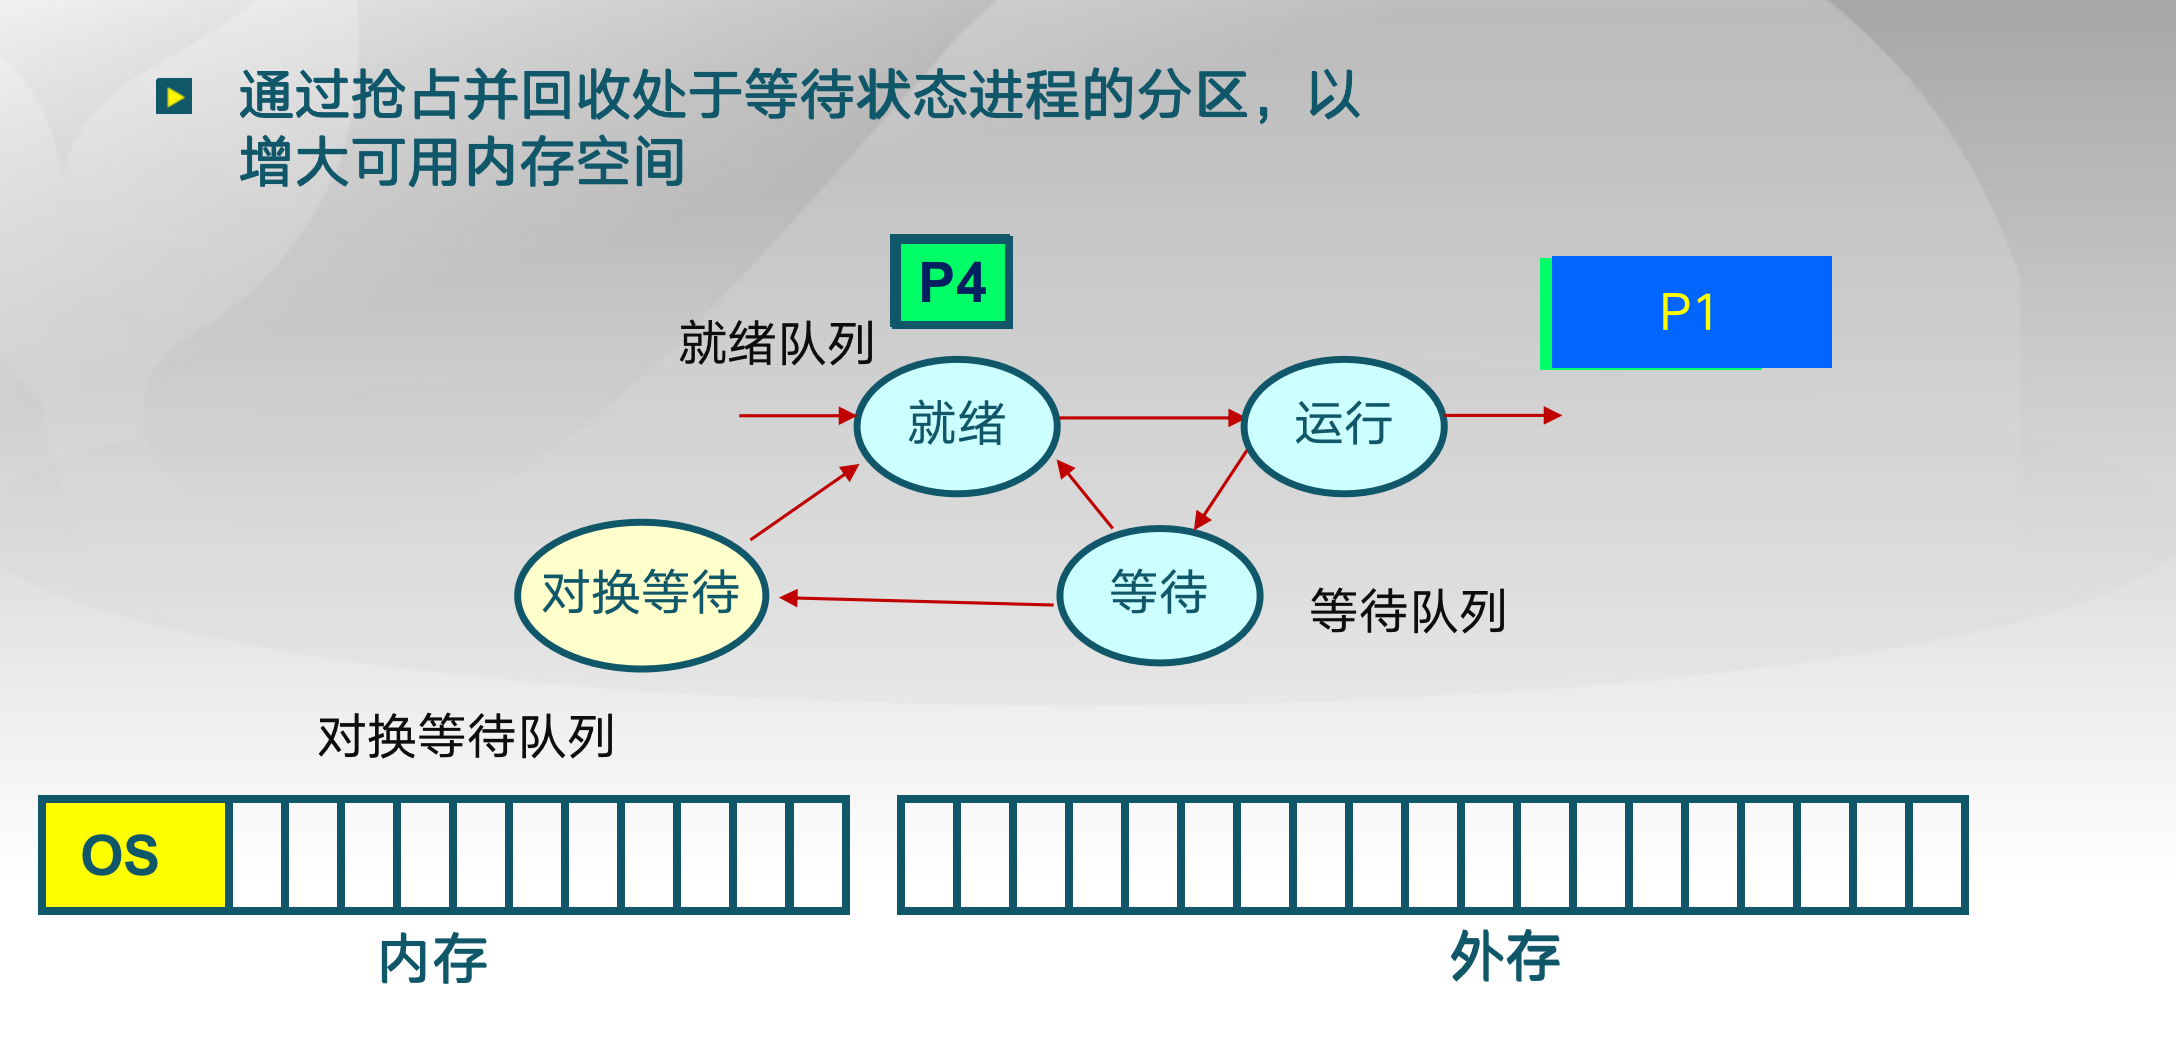 通过抢占并回收处于等待状态进程的分区，以
增大可用内存空间
P4
P1
就绪队列
就绪
运行
对换等待
等待
等待队列
对换等待队列
OS
内存
外存